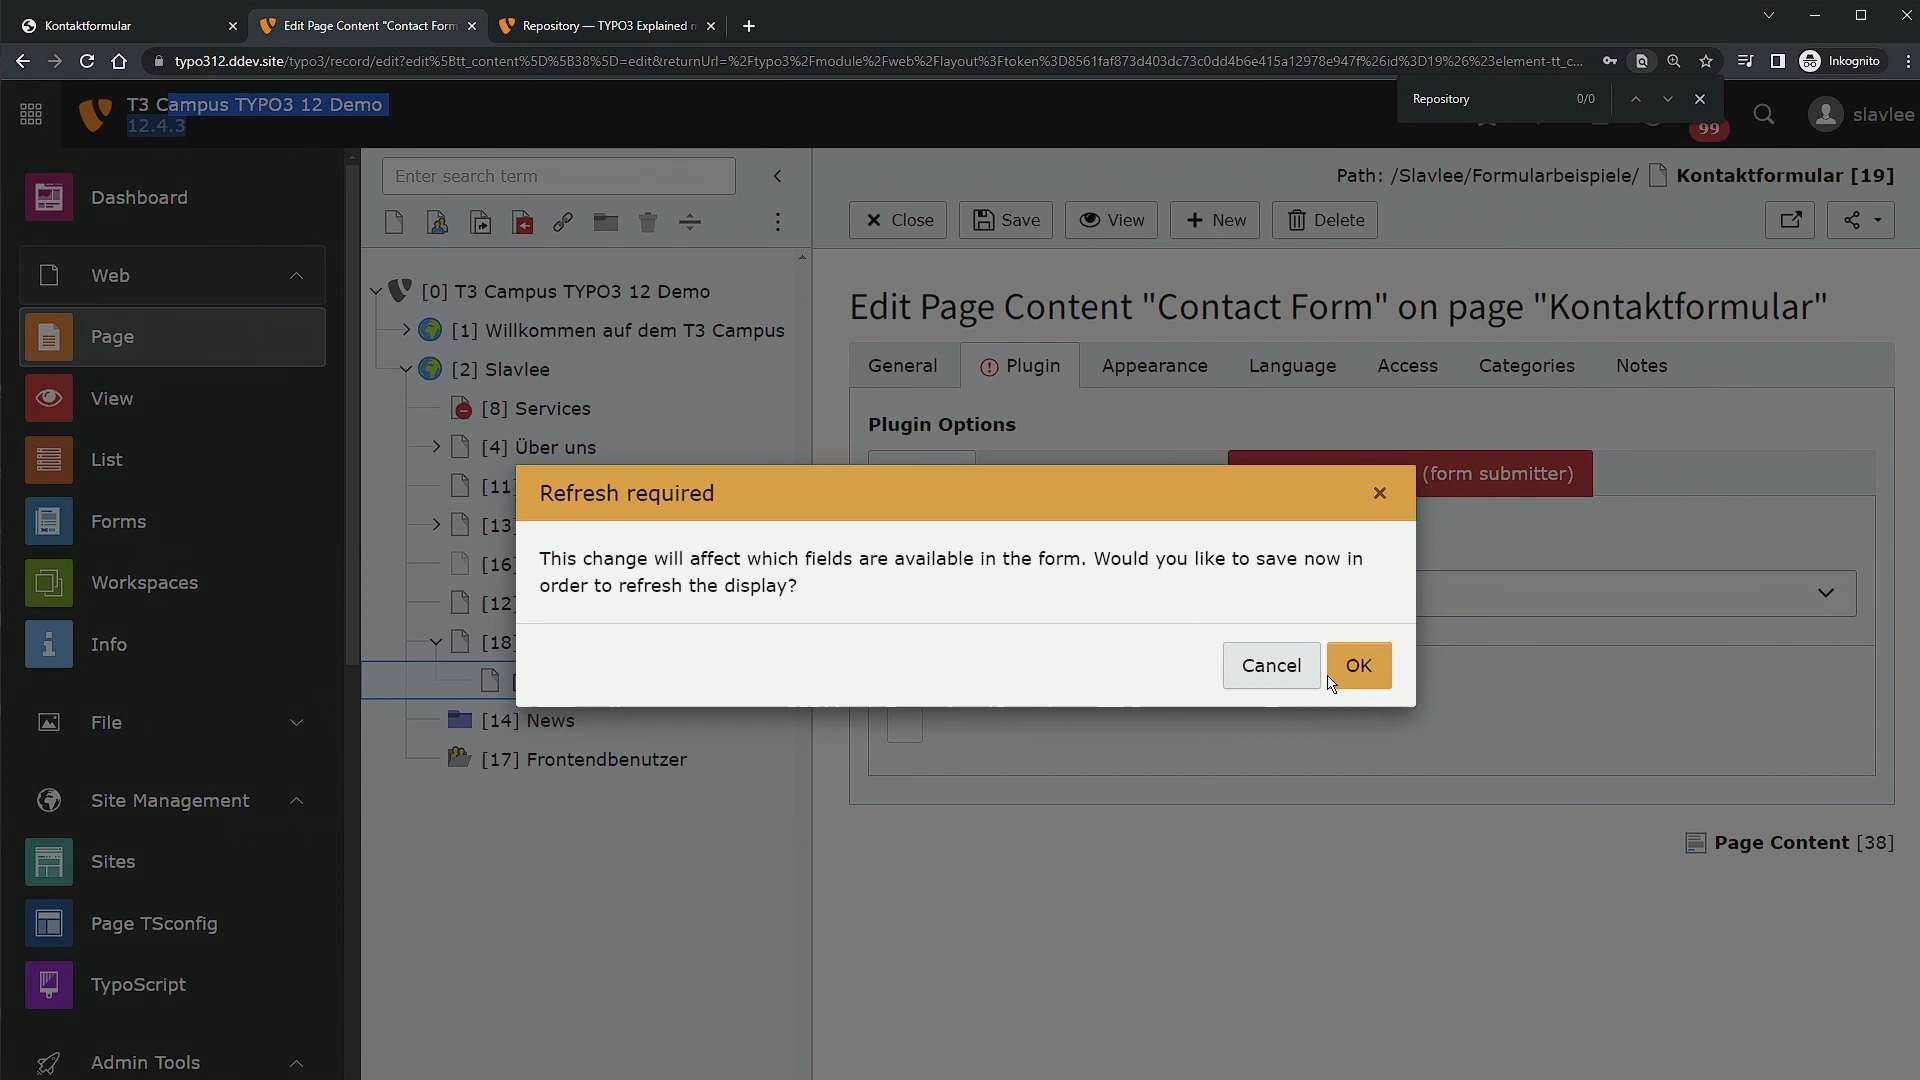 Kontaktformular
Edit Page Content "Contact Form
Repository — TYPO3 Explained
typo312.ddev.site/typo3/record/edit?edit%5Btt_content%5D%5B38%5D=edit&returnUrl=%2Ftypo3%2Fmodule%2Fweb%2Flayout%3Ftoken%3D8561faf873d403dc73c0dd4b6e415a12978e947f%26id%3D19%26%23element-tt_c...
Inkognito
Repository
0/0
T3 Campus TYPO3 12 Demo
12.4.3
99
slavlee
Dashboard
Web
Page
View
List
Forms
Workspaces
Info
File
Site Management
Sites
Page TSconfig
TypoScript
Admin Tools
Enter search term
[0] T3 Campus TYPO3 12 Demo
[1] Willkommen auf dem T3 Campus
[2] Slavlee
[8] Services
[4] Über uns
[11]
[13]
[16]
[12]
[18]
[14] News
[17] Frontendbenutzer
Path: /Slavlee/Formularbeispiele/ Kontaktformular [19]
Close
Save
View
New
Delete
Edit Page Content "Contact Form" on page "Kontaktformular"
General
Plugin
Appearance
Language
Access
Categories
Notes
Plugin Options
(form submitter)
Refresh required
This change will affect which fields are available in the form. Would you like to save now in
order to refresh the display?
Cancel
OK
Page Content [38]